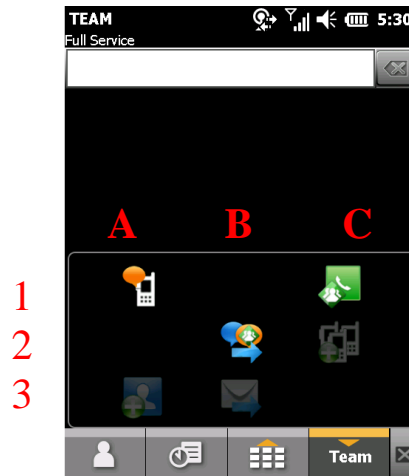 TEAM 5:30
Full Service
A B C
1
2
3
Team